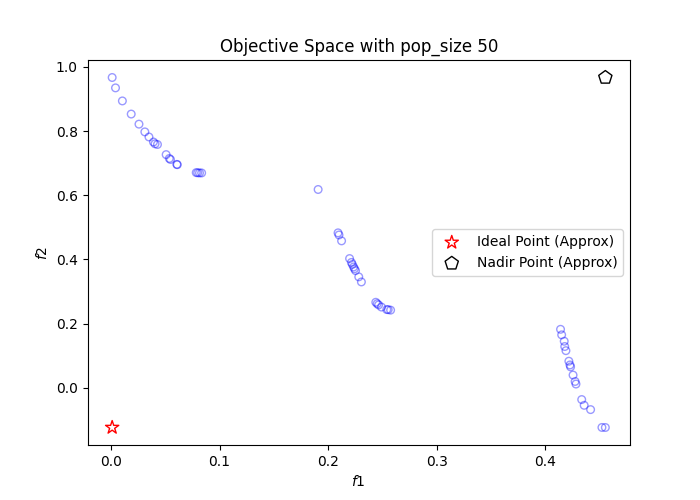 Objective Space with pop_size 50
1.0
0.8
0.6
0.4
0.2
0.0
f2
Ideal Point (Approx)
Nadir Point (Approx)
0.0 0.1 0.2 0.3 0.4
f1